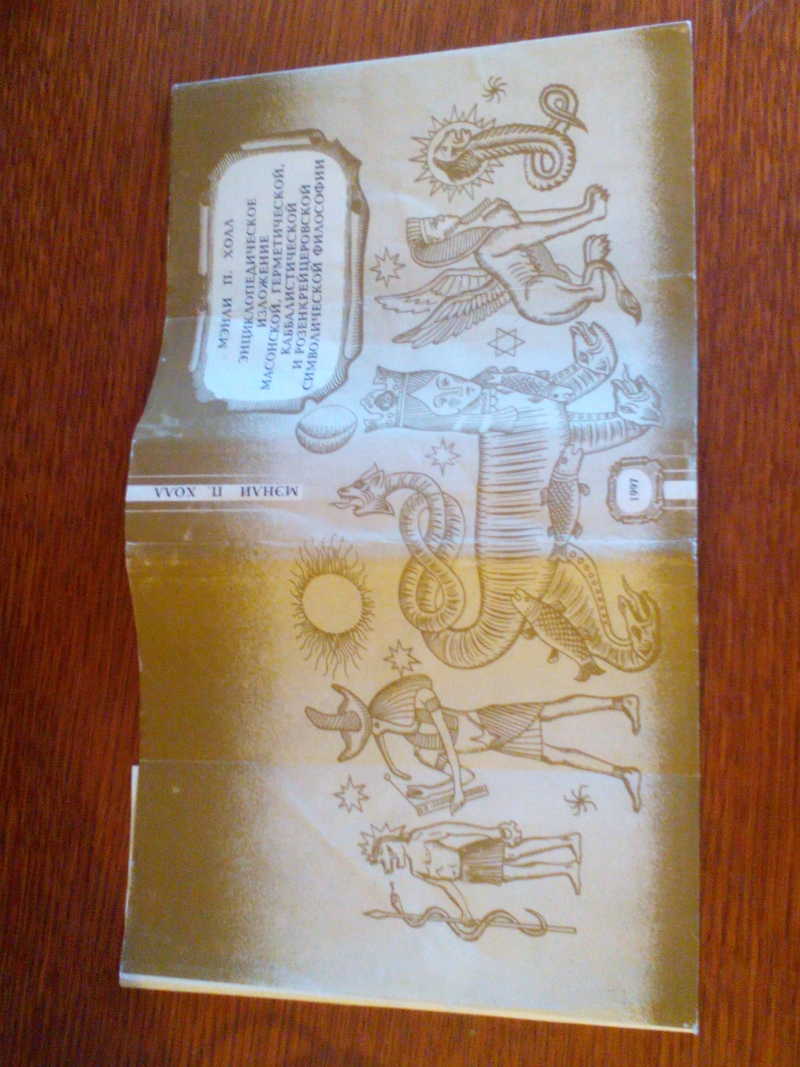 МЭНЛИ П. ХОЛЛ
ЭНЦИКЛОПЕДИЧЕСКОЕ
ИЗЛОЖЕНИЕ
МАСОНСКОЙ, ГЕРМЕТИЧЕСКОЙ,
КАББАЛИСТИЧЕСКОЙ
И РОЗЕНКРЕЙЦЕРОВСКОЙ
СИМВОЛИЧЕСКОЙ ФИЛОСОФИИ
МЭНЛИ П. ХОЛЛ
1997